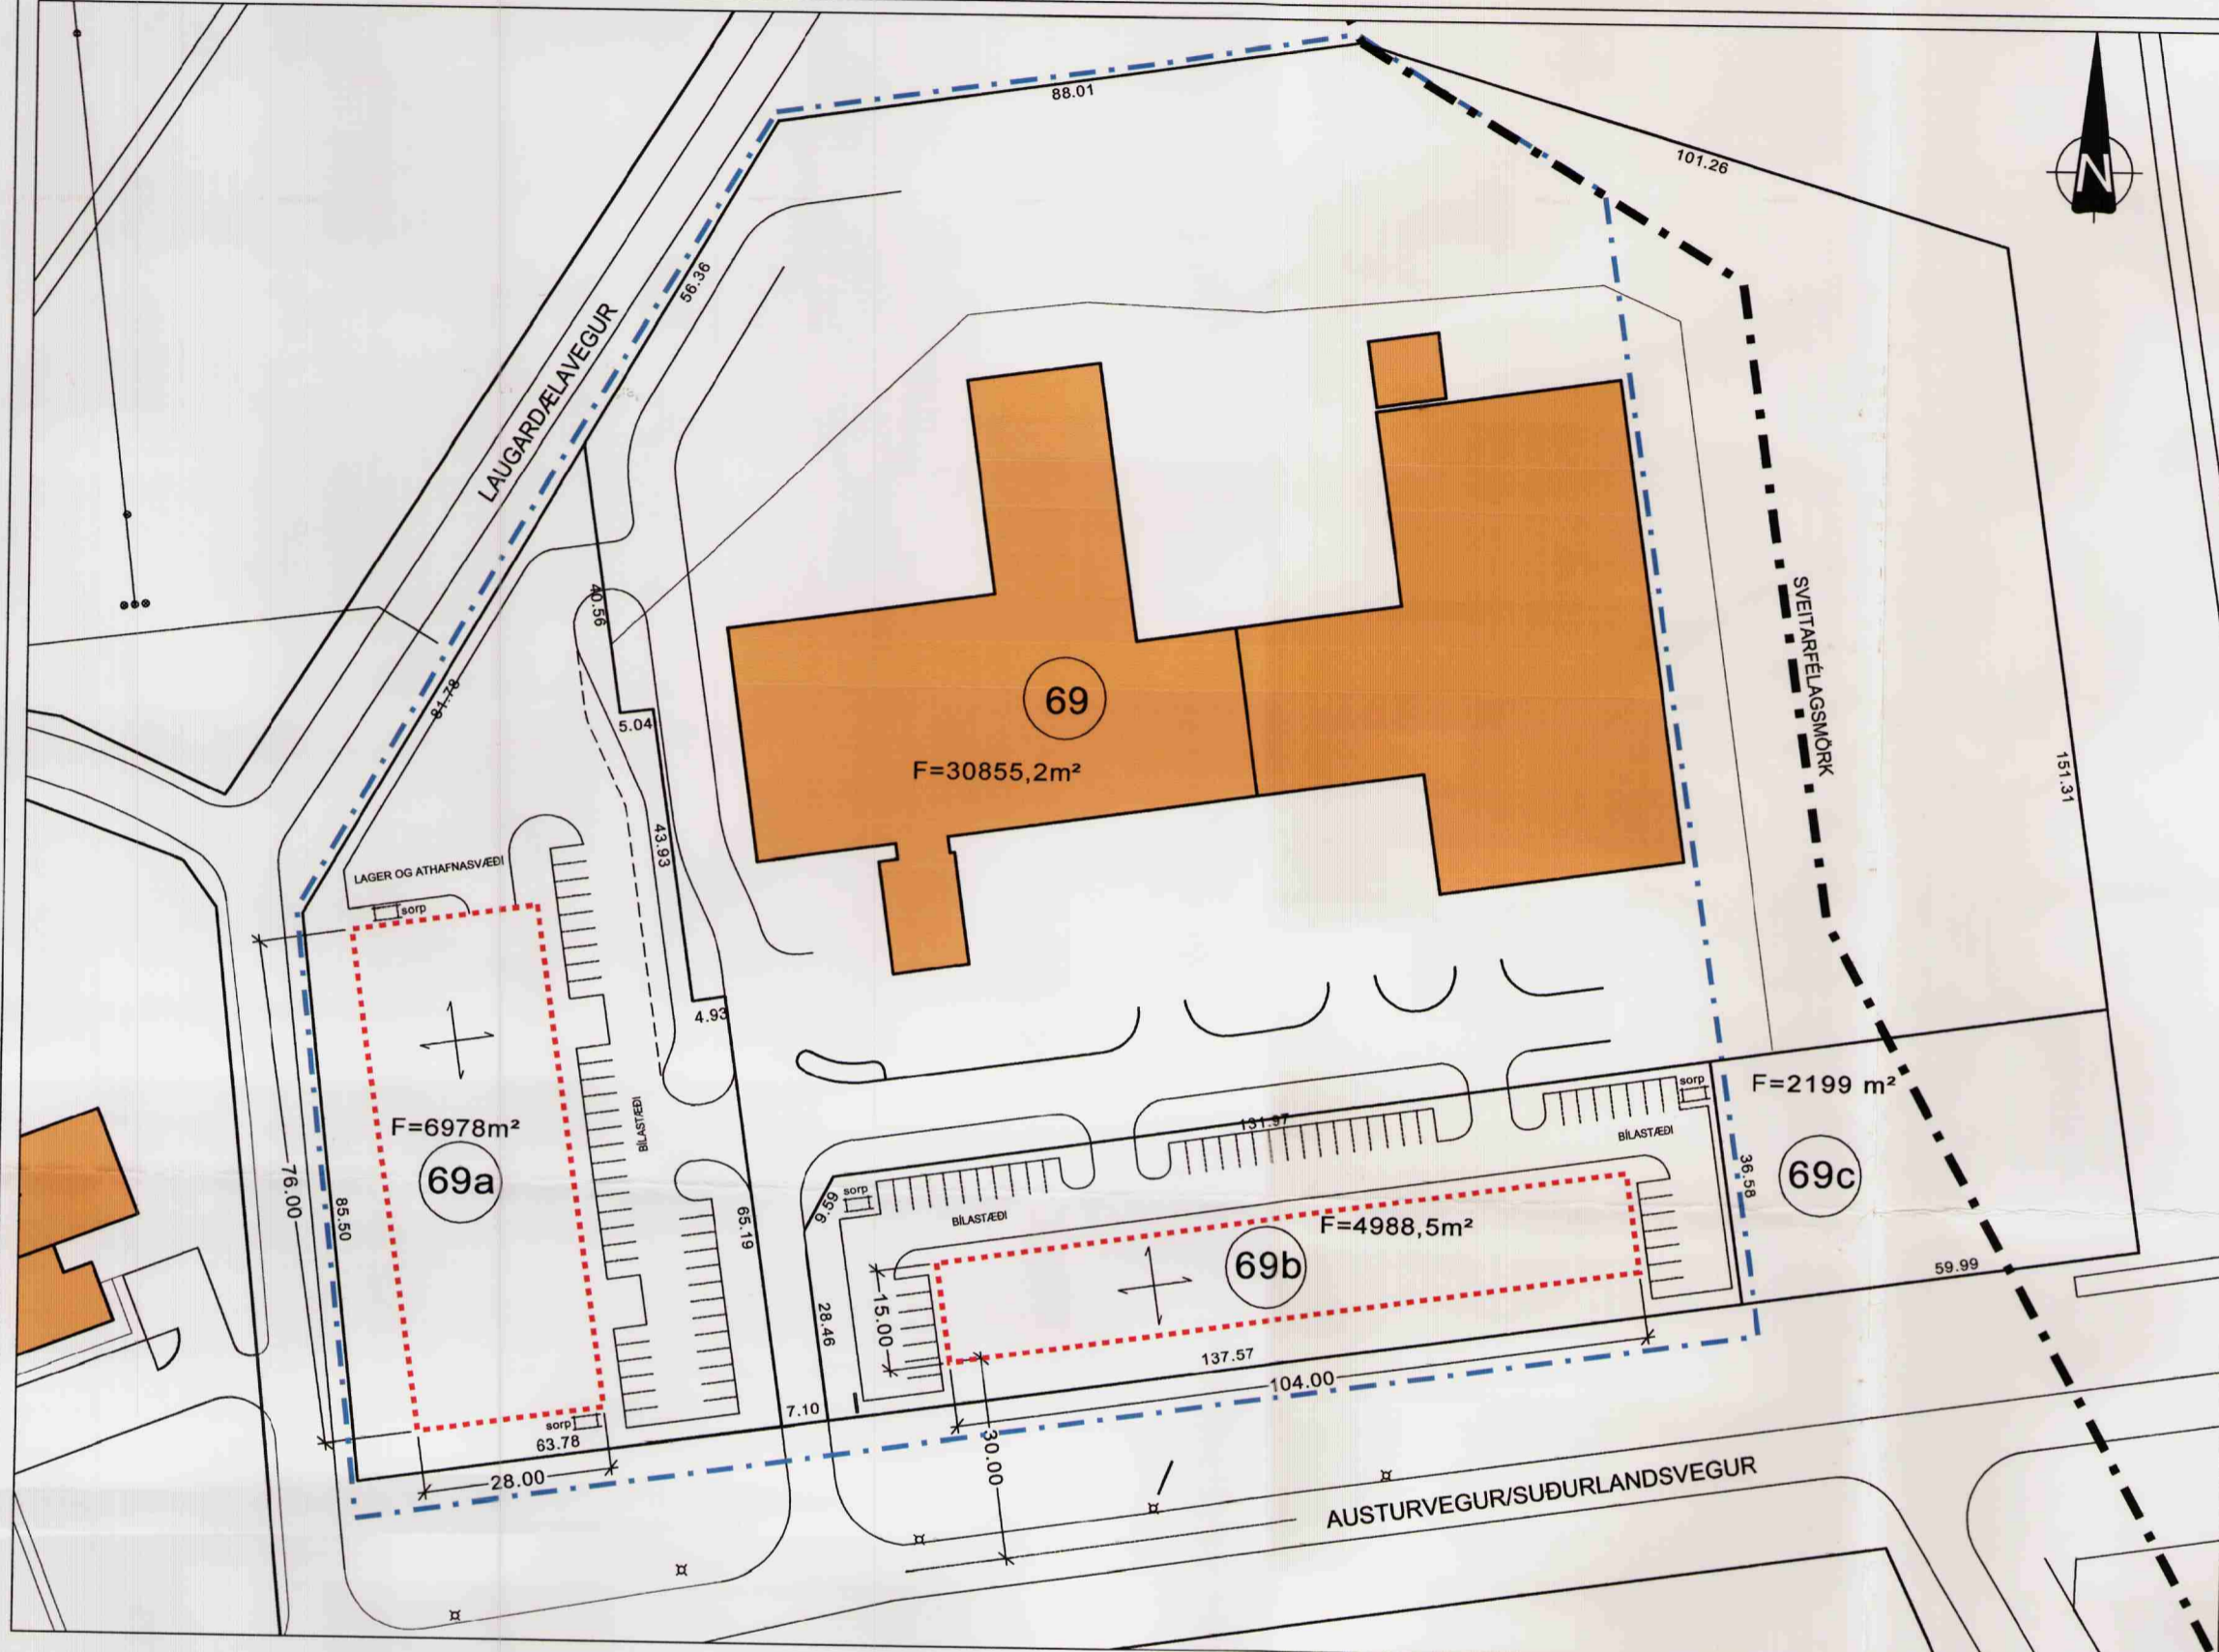 88.01
101.26
N
56.36
LAUGARDÆLAVEGUR
40.56
SVEITARFÉLAGSMÖRK
81.78
69
5.04
F=30855,2m²
151.31
43.93
LAGER OG ATHAFNASVÆÐI
sorp
4.93
F=6978m²
69a
BÍLASTÆÐI
76.00
85.50
65.19
sorp
63.78
28.00
131.97
sorp
BÍLASTÆÐI
F=2199 m²
69c
36.58
59.99
9.59
sorp
BÍLASTÆÐI
F=4988,5m²
69b
28.46
15.00
137.57
104.00
7.10
30.00
AUSTURVEGUR/SUÐURLANDSVEGUR